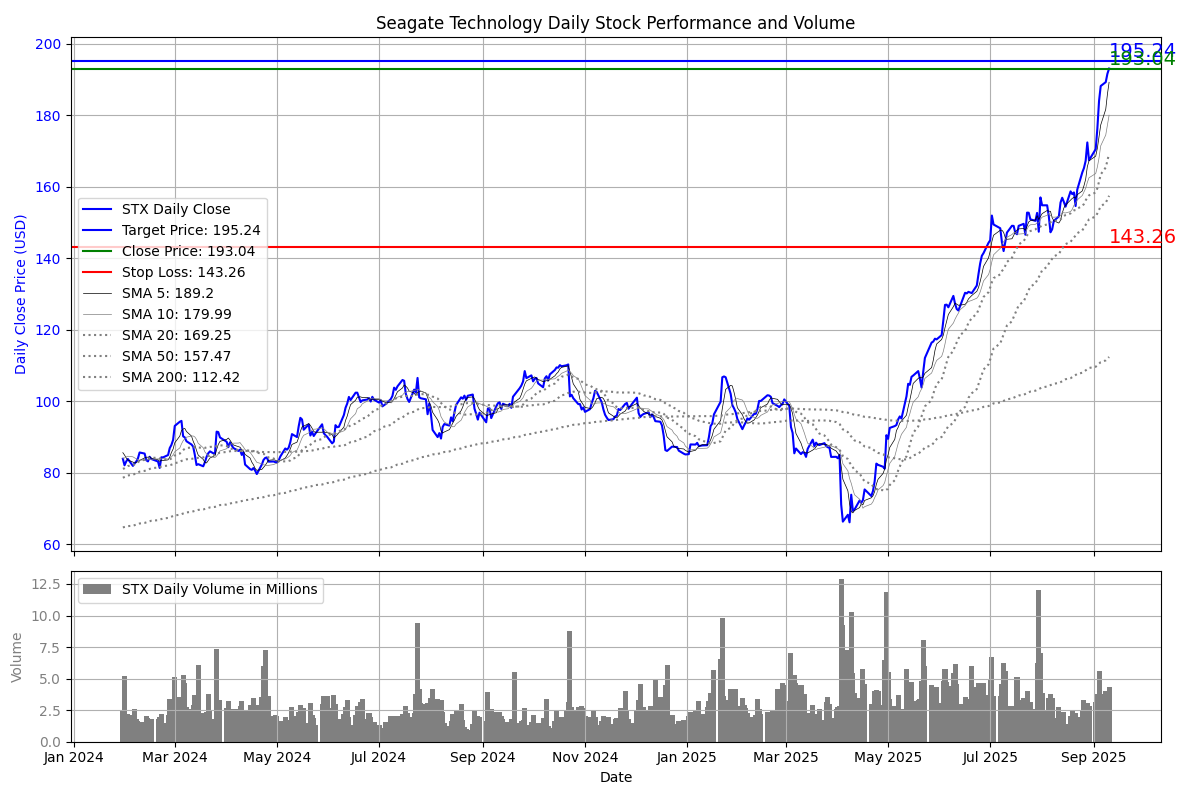 Seagate Technology Daily Stock Performance and Volume
200
180
160
140
120
100
80
60
Daily Close Price (USD)
195.24
193.04
143.26
STX Daily Close
Target Price: 195.24
Close Price: 193.04
Stop Loss: 143.26
SMA 5: 189.2
SMA 10: 179.99
SMA 20: 169.25
SMA 50: 157.47
SMA 200: 112.42
12.5
10.0
7.5
5.0
2.5
0.0
Volume
STX Daily Volume in Millions
Jan 2024
Mar 2024
May 2024
Jul 2024
Sep 2024
Nov 2024
Jan 2025
Mar 2025
May 2025
Jul 2025
Sep 2025
Date